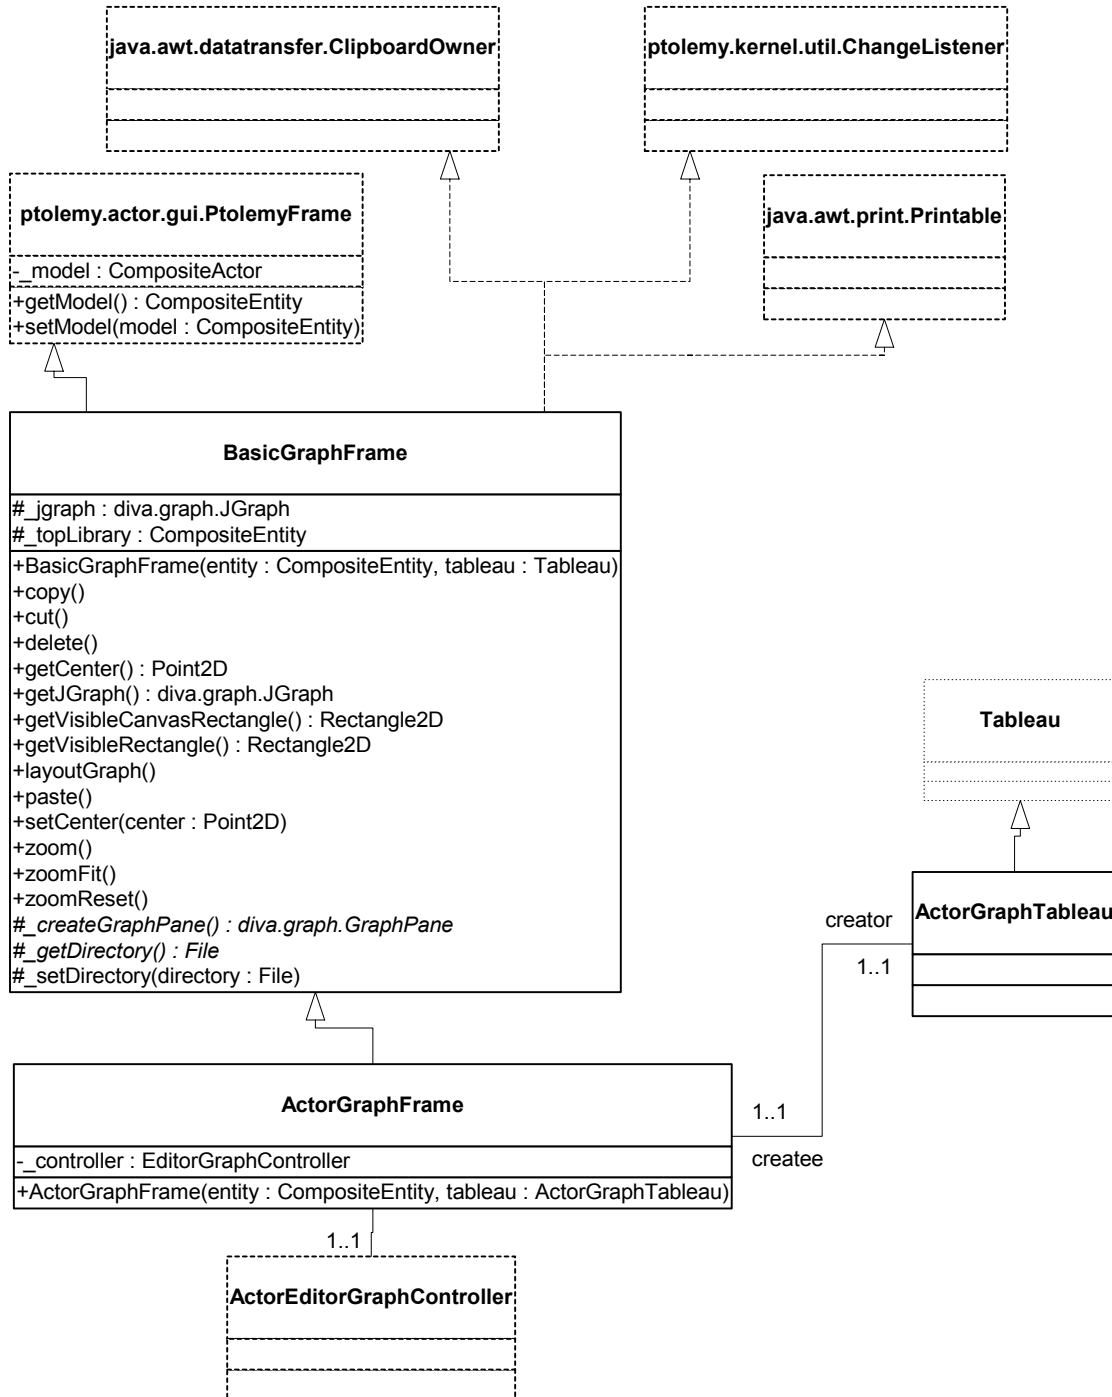 java.awt.datatransfer.ClipboardOwner
ptolemy.kernel.util.ChangeListener
ptolemy.actor.gui.PtolemyFrame
-_model : CompositeActor
+getModel() : CompositeEntity
+setModel(model : CompositeEntity)
java.awt.print.Printable
BasicGraphFrame
#_jgraph : diva.graph.JGraph
#_topLibrary : CompositeEntity
+BasicGraphFrame(entity : CompositeEntity, tableau : Tableau)
+copy()
+cut()
+delete()
+getCenter() : Point2D
+getJGraph() : diva.graph.JGraph
+getVisibleCanvasRectangle() : Rectangle2D
+getVisibleRectangle() : Rectangle2D
+layoutGraph()
+paste()
+setCenter(center : Point2D)
+zoom()
+zoomFit()
+zoomReset()
#_createGraphPane() : diva.graph.GraphPane
#_getDirectory() : File
#_setDirectory(directory : File)
Tableau
ActorGraphTableau
creator
1..1
ActorGraphFrame
-_controller : EditorGraphController
+ActorGraphFrame(entity : CompositeEntity, tableau : ActorGraphTableau)
1..1
createe
1..1
ActorEditorGraphController